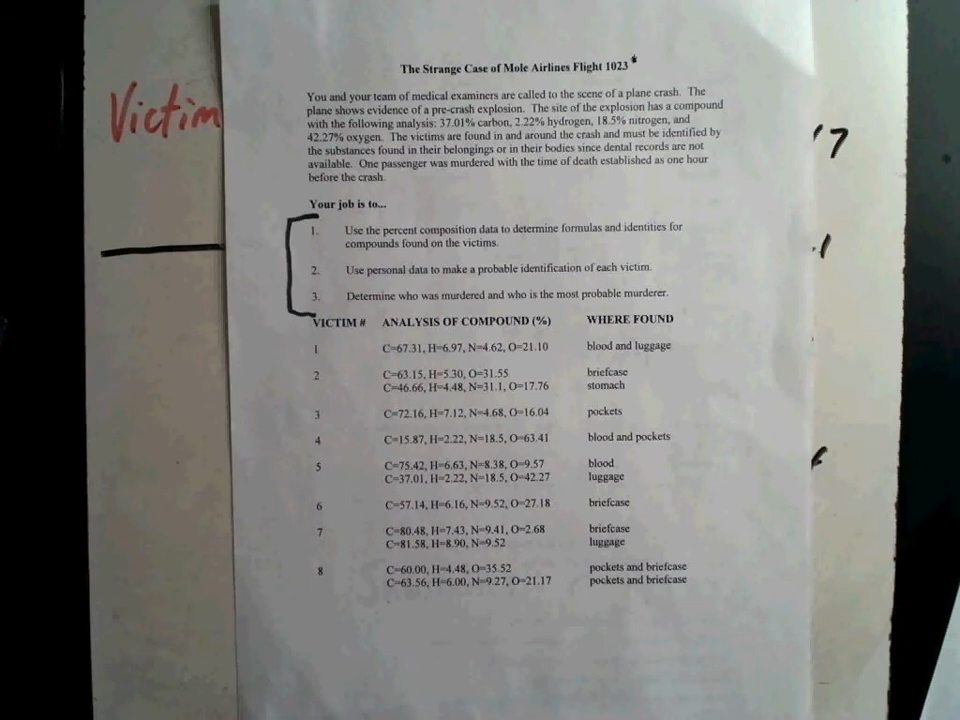 The Strange Case of Mole Airlines Flight 1023*
Victim
You and your team of medical examiners are called to the scene of a plane crash. The
plane shows evidence of a pre-crash explosion. The site of the explosion has a compound
with the following analysis: 37.01% carbon, 2.22% hydrogen, 18.5% nitrogen, and
42.27% oxygen. The victims are found in and around the crash and must be identified by
the substances found in their belongings or in their bodies since dental records are not
available. One passenger was murdered with the time of death established as one hour
before the crash.
7
Your job is to...
1. Use the percent composition data to determine formulas and identities for
compounds found on the victims.
2. Use personal data to make a probable identification of each victim.
3. Determine who was murdered and who is the most probable murderer.
VICTIM # ANALYSIS OF COMPOUND (%) WHERE FOUND
1 C=67.31, H=6.97, N=4.62, O=21.10 blood and luggage
2 C=63.15, H=5.30, O=31.55 briefcase
C=46.66, H=4.48, N=31.1, O=17.76 stomach
3 C=72.16, H=7.12, N=4.68, O=16.04 pockets
4 C=15.87, H=2.22, N=18.5, O=63.41 blood and pockets
5 C=75.42, H=6.63, N=8.38, O=9.57 blood
C=37.01, H=2.22, N=18.5, O=42.27 luggage
6 C=57.14, H=6.16, N=9.52, O=27.18 briefcase
7 C=80.48, H=7.43, N=9.41, O=2.68 briefcase
C=81.58, H=8.90, N=9.52 luggage
8 C=60.00, H=4.48, O=35.52 pockets and briefcase
C=63.56, H=6.00, N=9.27, O=21.17 pockets and briefcase